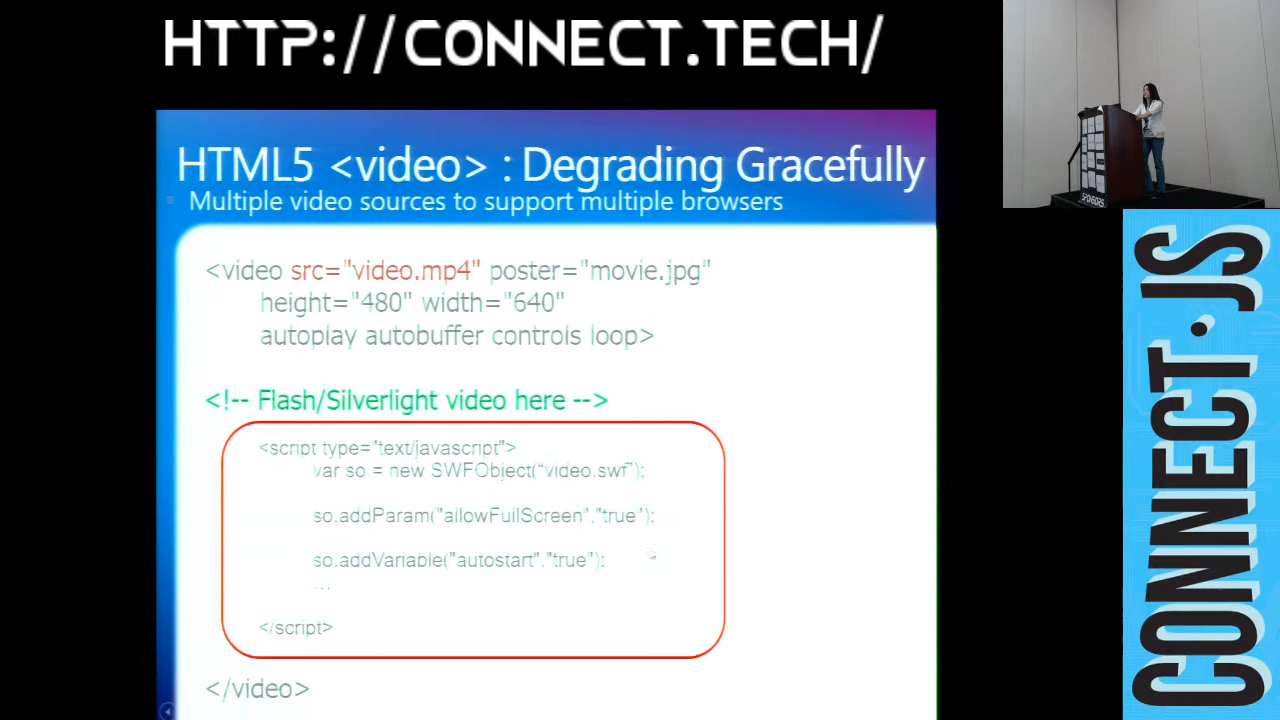 HTTP://CONNECT.TECH/
HTML5 <video> : Degrading Gracefully
Multiple video sources to support multiple browsers
<video src="video.mp4" poster="movie.jpg"
height="480" width="640"
autoplay autobuffer controls loop>
<!-- Flash/Silverlight video here -->
<script type="text/javascript">
var so = new SWFObject("video.swf");
so.addParam("allowFullScreen","true");
so.addVariable("autostart","true");
...
</script>
</video>
SPONSORS
CONNECT.JS